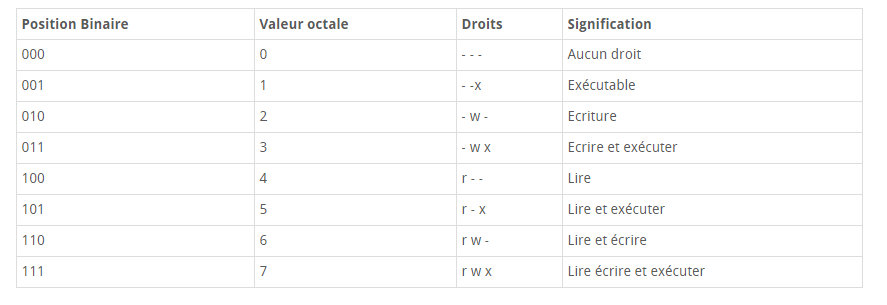 Position Binaire Valeur octale Droits Signification
000 0 - - - Aucun droit
001 1 - -x Exécutable
010 2 - w - Ecriture
011 3 - w x Ecrire et exécuter
100 4 r - - Lire
101 5 r - x Lire et exécuter
110 6 r w - Lire et écrire
111 7 r w x Lire écrire et exécuter